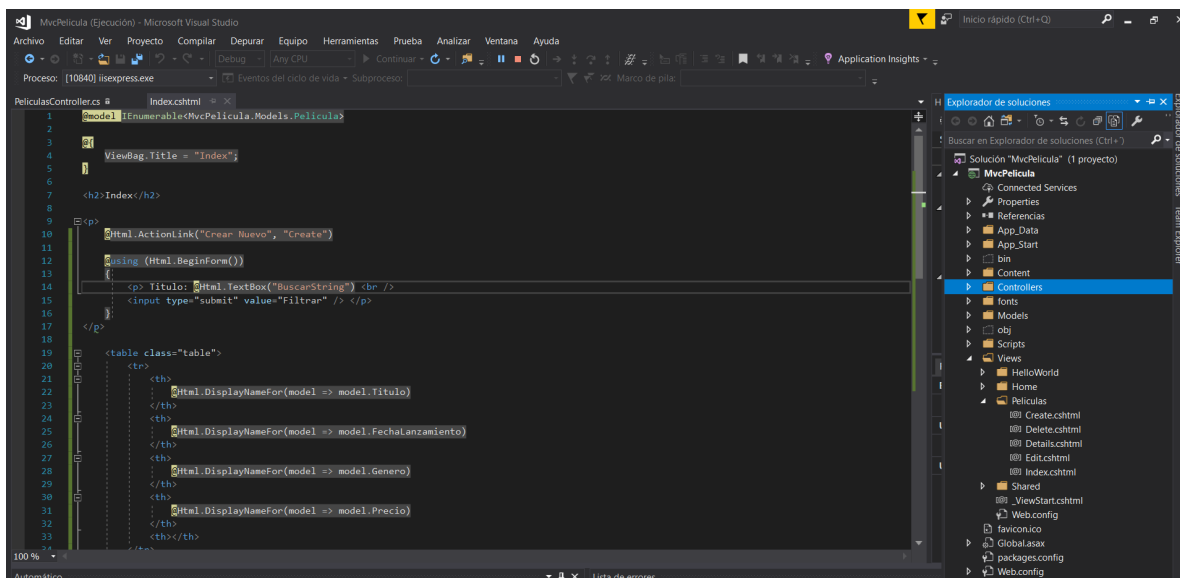 MvcPelicula (Ejecución) - Microsoft Visual Studio
Inicio rápido (Ctrl+Q)
Archivo Editar Ver Proyecto Compilar Depurar Equipo Herramientas Prueba Analizar Ventana Ayuda
Debug Any CPU Continuar Application Insights
Proceso: [10840] iisexpress.exe Eventos del ciclo de vida Subproceso: Marco de pila:
PeliculasController.cs Index.cshtml
1 @model IEnumerable<MvcPelicula.Models.Pelicula>
2
3 @{
4 ViewBag.Title = "Index";
5 }
6
7 <h2>Index</h2>
8
9 <p>
10 @Html.ActionLink("Crear Nuevo", "Create")
11
12 @using (Html.BeginForm())
13 {
14 <p> Titulo: @Html.TextBox("BuscarString") <br />
15 <input type="submit" value="Filtrar" /> </p>
16 }
17 </p>
18
19 <table class="table">
20 <tr>
21 <th>
22 @Html.DisplayNameFor(model => model.Titulo)
23 </th>
24 <th>
25 @Html.DisplayNameFor(model => model.FechaLanzamiento)
26 </th>
27 <th>
28 @Html.DisplayNameFor(model => model.Genero)
29 </th>
30 <th>
31 @Html.DisplayNameFor(model => model.Precio)
32 </th>
33 <th></th>
34 </tr>
100 %
Automático
Lista de errores
Explorador de soluciones
Buscar en Explorador de soluciones (Ctrl+´)
Solución "MvcPelicula" (1 proyecto)
MvcPelicula
Connected Services
Properties
Referencias
App_Data
App_Start
bin
Content
Controllers
fonts
Models
obj
Scripts
Views
HelloWorld
Home
Peliculas
Create.cshtml
Delete.cshtml
Details.cshtml
Edit.cshtml
Index.cshtml
Shared
_ViewStart.cshtml
Web.config
favicon.ico
Global.asax
packages.config
Web.config
Explorador de soluciones
Team Explorer